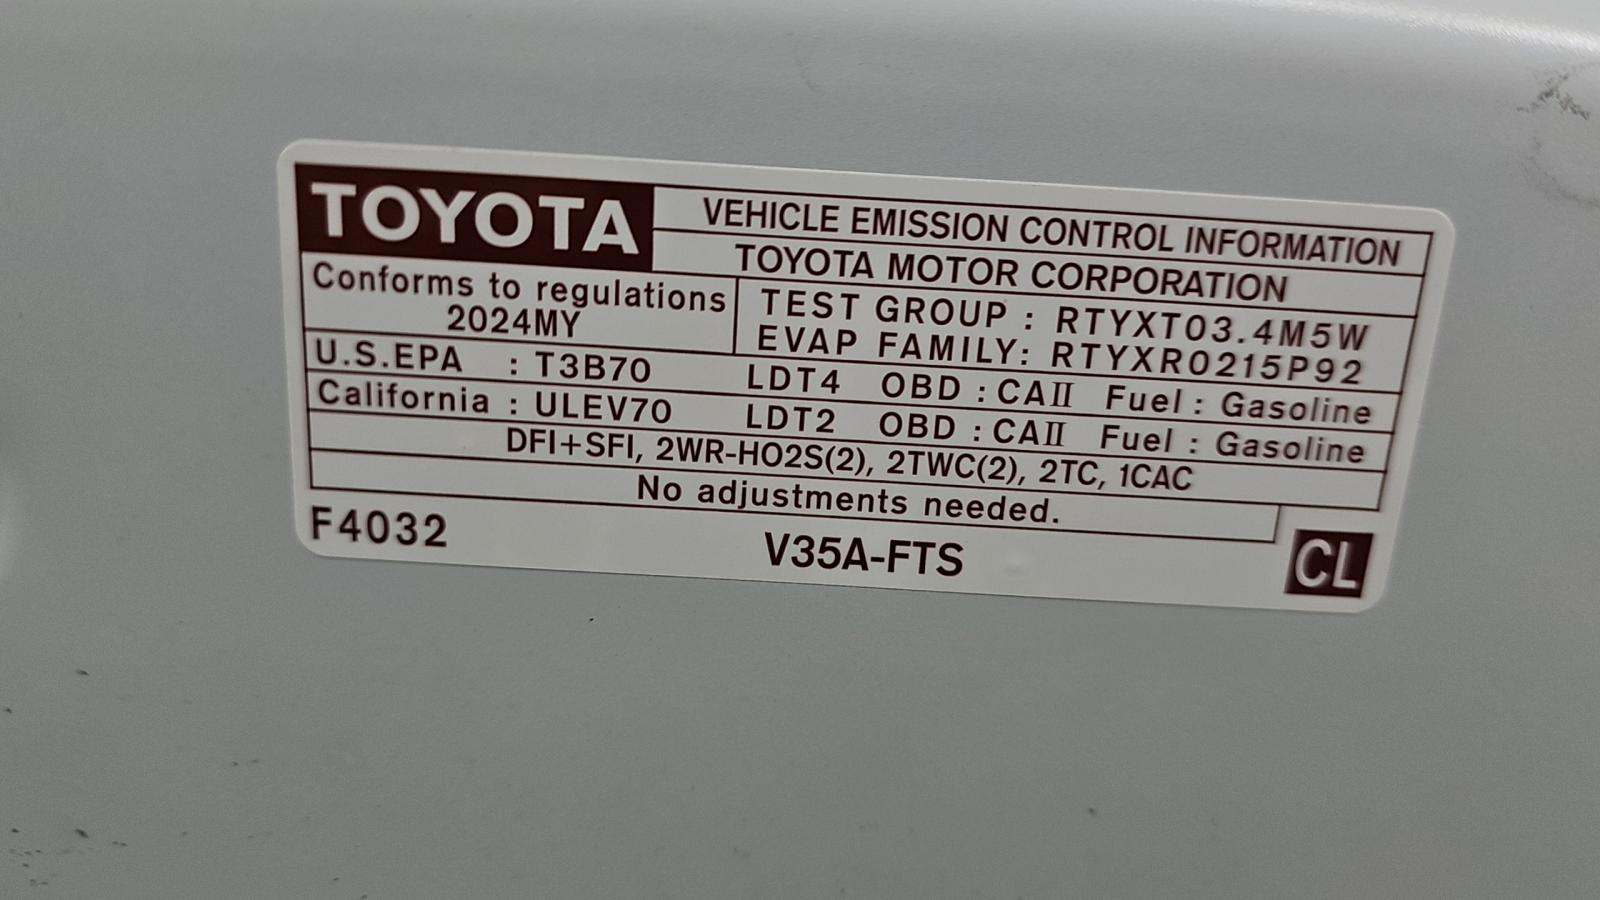 TOYOTA
VEHICLE EMISSION CONTROL INFORMATION
TOYOTA MOTOR CORPORATION
Conforms to regulations
2024MY
TEST GROUP : RTYXT03.4M5W
EVAP FAMILY: RTYXR0215P92
U.S.EPA : T3B70 LDT4 OBD : CAⅡ Fuel : Gasoline
California : ULEV70 LDT2 OBD : CAⅡ Fuel : Gasoline
DFI+SFI, 2WR-HO2S(2), 2TWC(2), 2TC, 1CAC
No adjustments needed.
F4032 V35A-FTS CL